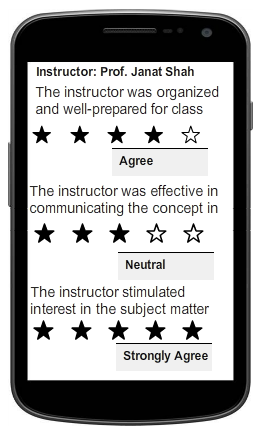 Instructor: Prof. Janat Shah
The instructor was organized
and well-prepared for class
Agree
The instructor was effective in
communicating the concept in
Neutral
The instructor stimulated
interest in the subject matter
Strongly Agree